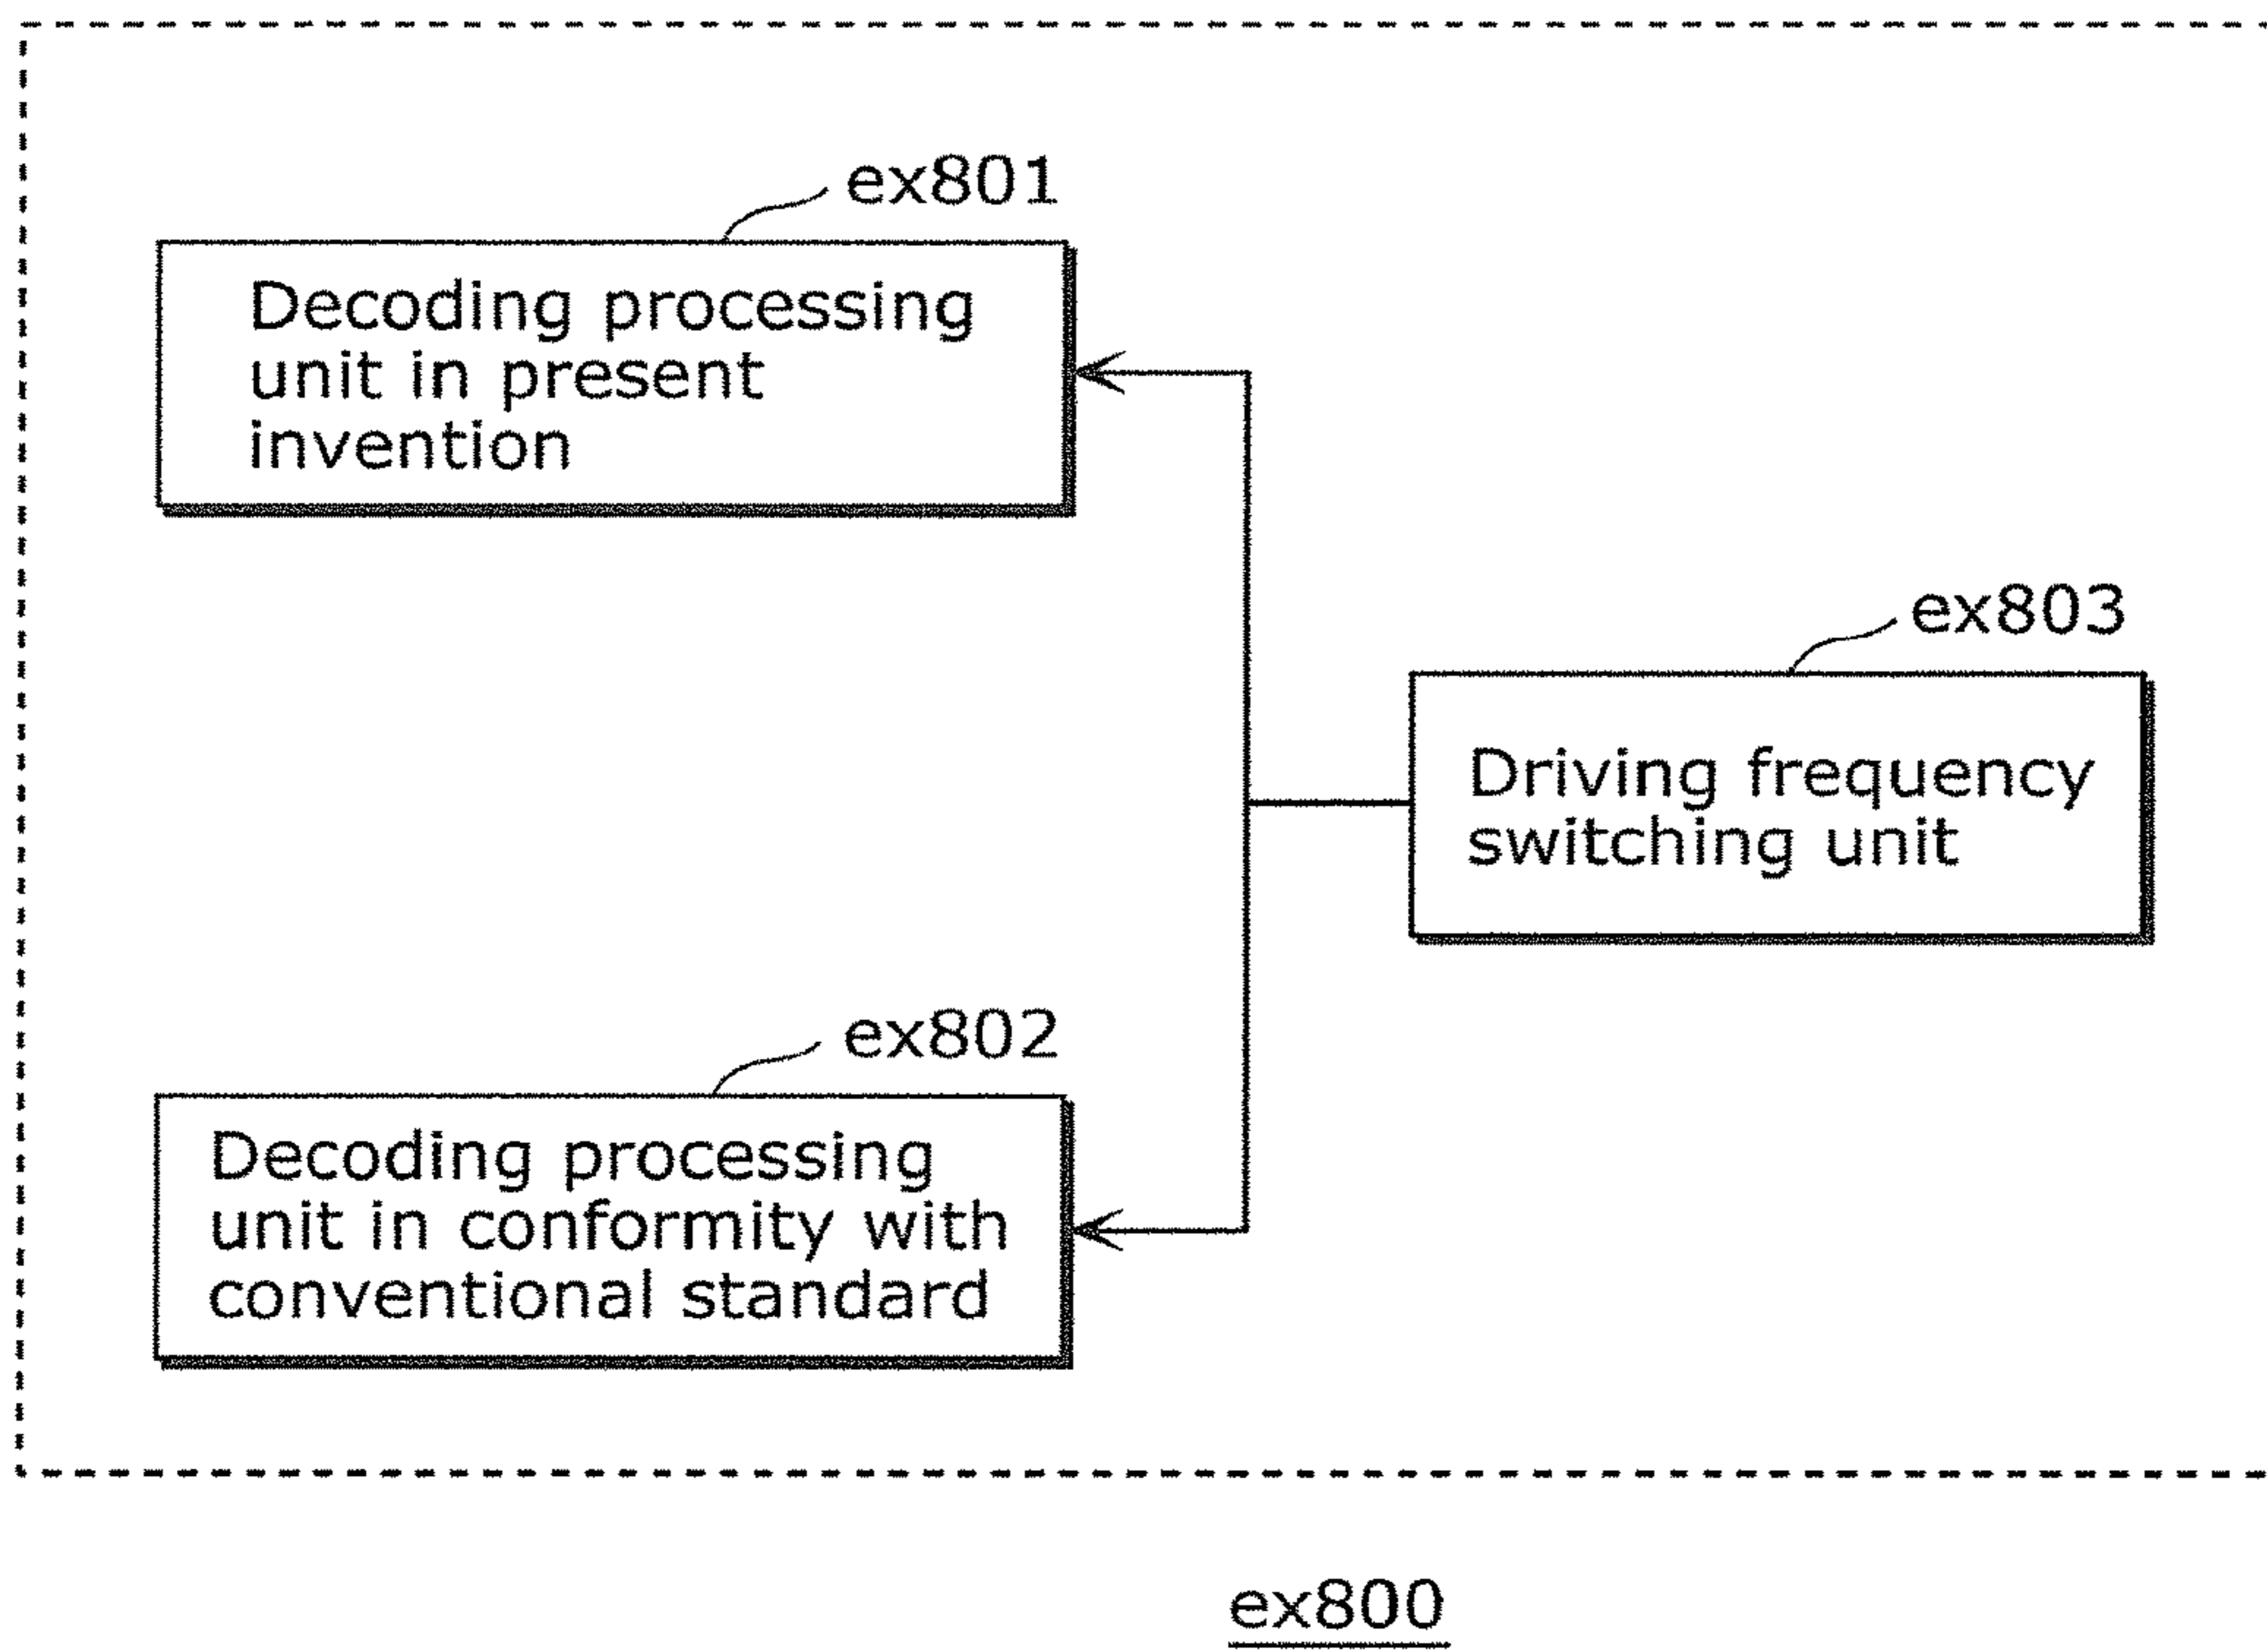 ex801
Decoding processing
unit in present
invention
ex803
Driving frequency
switching unit
ex802
Decoding processing
unit in conformity with
conventional standard
ex800